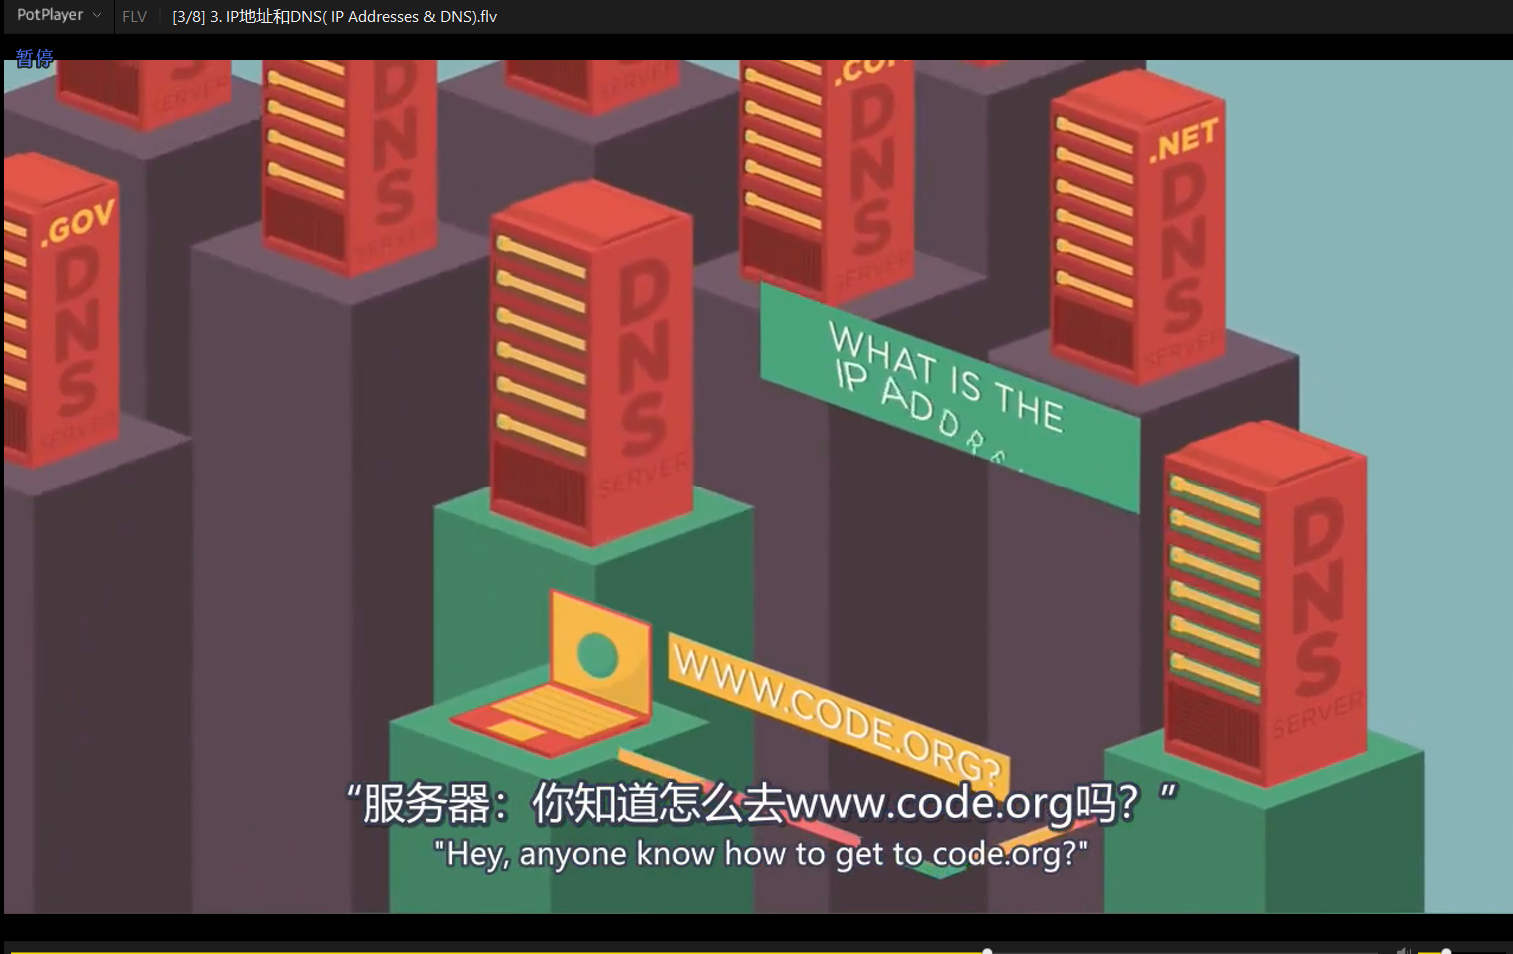 PotPlayer FLV [3/8] 3. IP地址和DNS( IP Addresses & DNS).flv
暂停
SERVER
SERVER
DNS
SERVER
DNS
SERVER
.NET
DNS
SERVER
.GOV
DNS
SERVER
DNS
SERVER
WHAT IS THE
IP ADDRE
DNS
SERVER
WWW.CODE.ORG?
“服务器：你知道怎么去www.code.org吗？”
"Hey, anyone know how to get to code.org?"